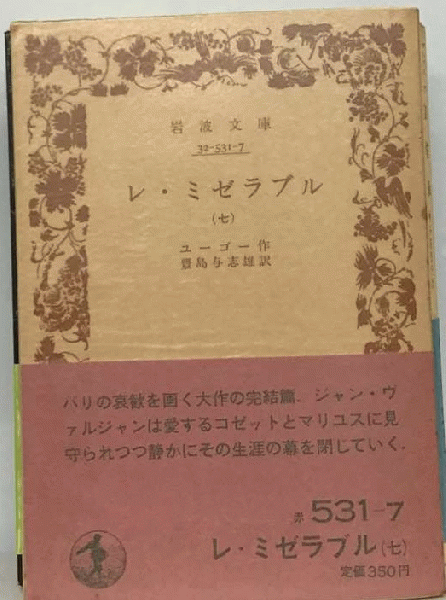 岩波文庫
32-531-7
レ・ミゼラブル
(七)
ユーゴー作
豊島与志雄訳
パリの哀歓を画く大作の完結篇．ジャン・ヴ
ァルジャンは愛するコゼットとマリユスに見
守られつつ静かにその生涯の幕を閉じていく．
赤 531-7
レ・ミゼラブル(七)
定価350円